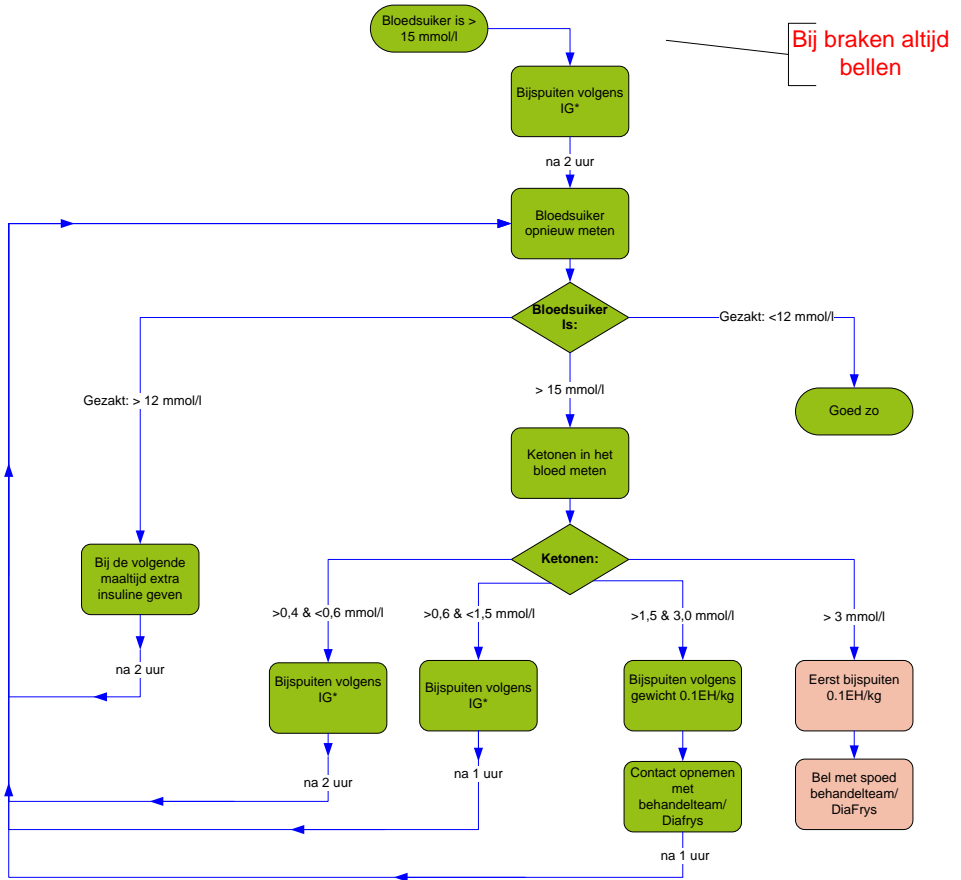 Bloedsuiker is >
15 mmol/l
Bij braken altijd
bellen
Bijspuiten volgens
IG*
na 2 uur
Bloedsuiker
opnieuw meten
Bloedsuiker
Is:
Gezakt: <12 mmol/l
Gezakt: > 12 mmol/l
> 15 mmol/l
Goed zo
Ketonen in het
bloed meten
Ketonen:
Bij de volgende
maaltijd extra
insuline geven
na 2 uur
>0,4 & <0,6 mmol/l
>0,6 & <1,5 mmol/l
>1,5 & 3,0 mmol/l
> 3 mmol/l
Bijspuiten volgens
IG*
Bijspuiten volgens
IG*
Bijspuiten volgens
gewicht 0.1EH/kg
Eerst bijspuiten
0.1EH/kg
na 2 uur
na 1 uur
Contact opnemen
met
behandelteam/
Diafrys
Bel met spoed
behandelteam/
DiaFrys
na 1 uur